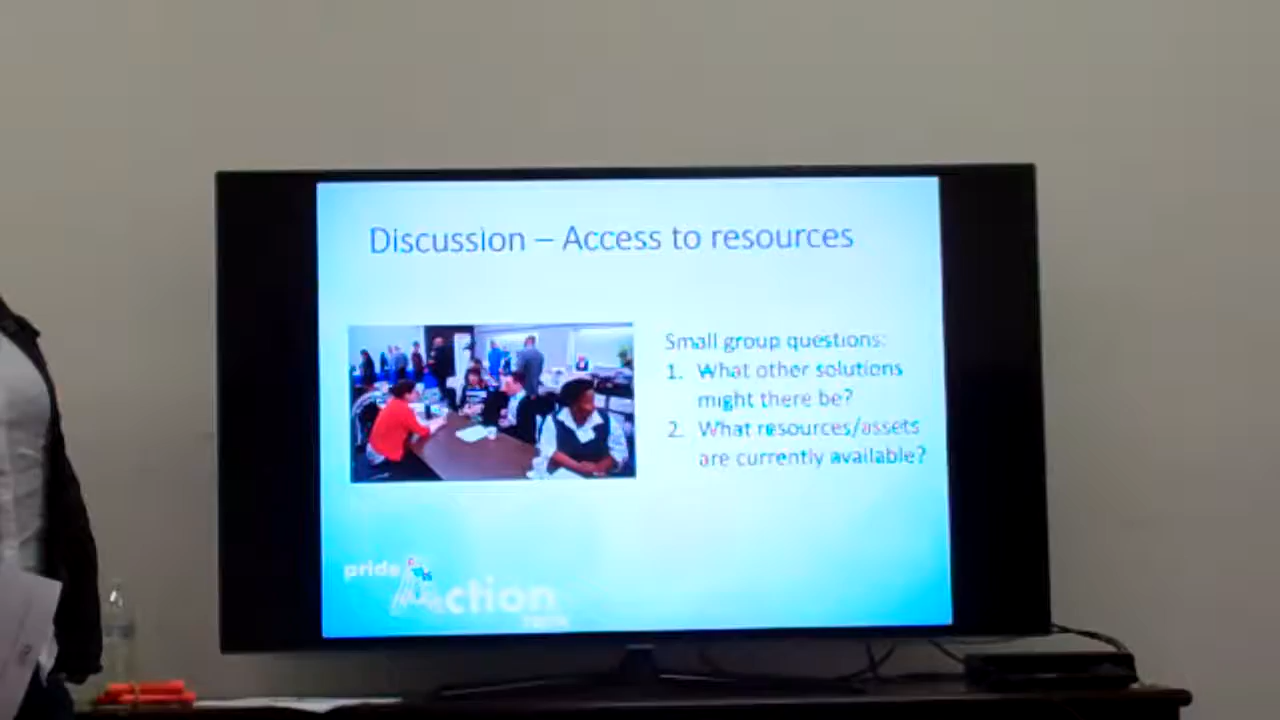 Discussion – Access to resources
Small group questions:
1. What other solutions
might there be?
2. What resources/assets
are currently available?
pride
Action